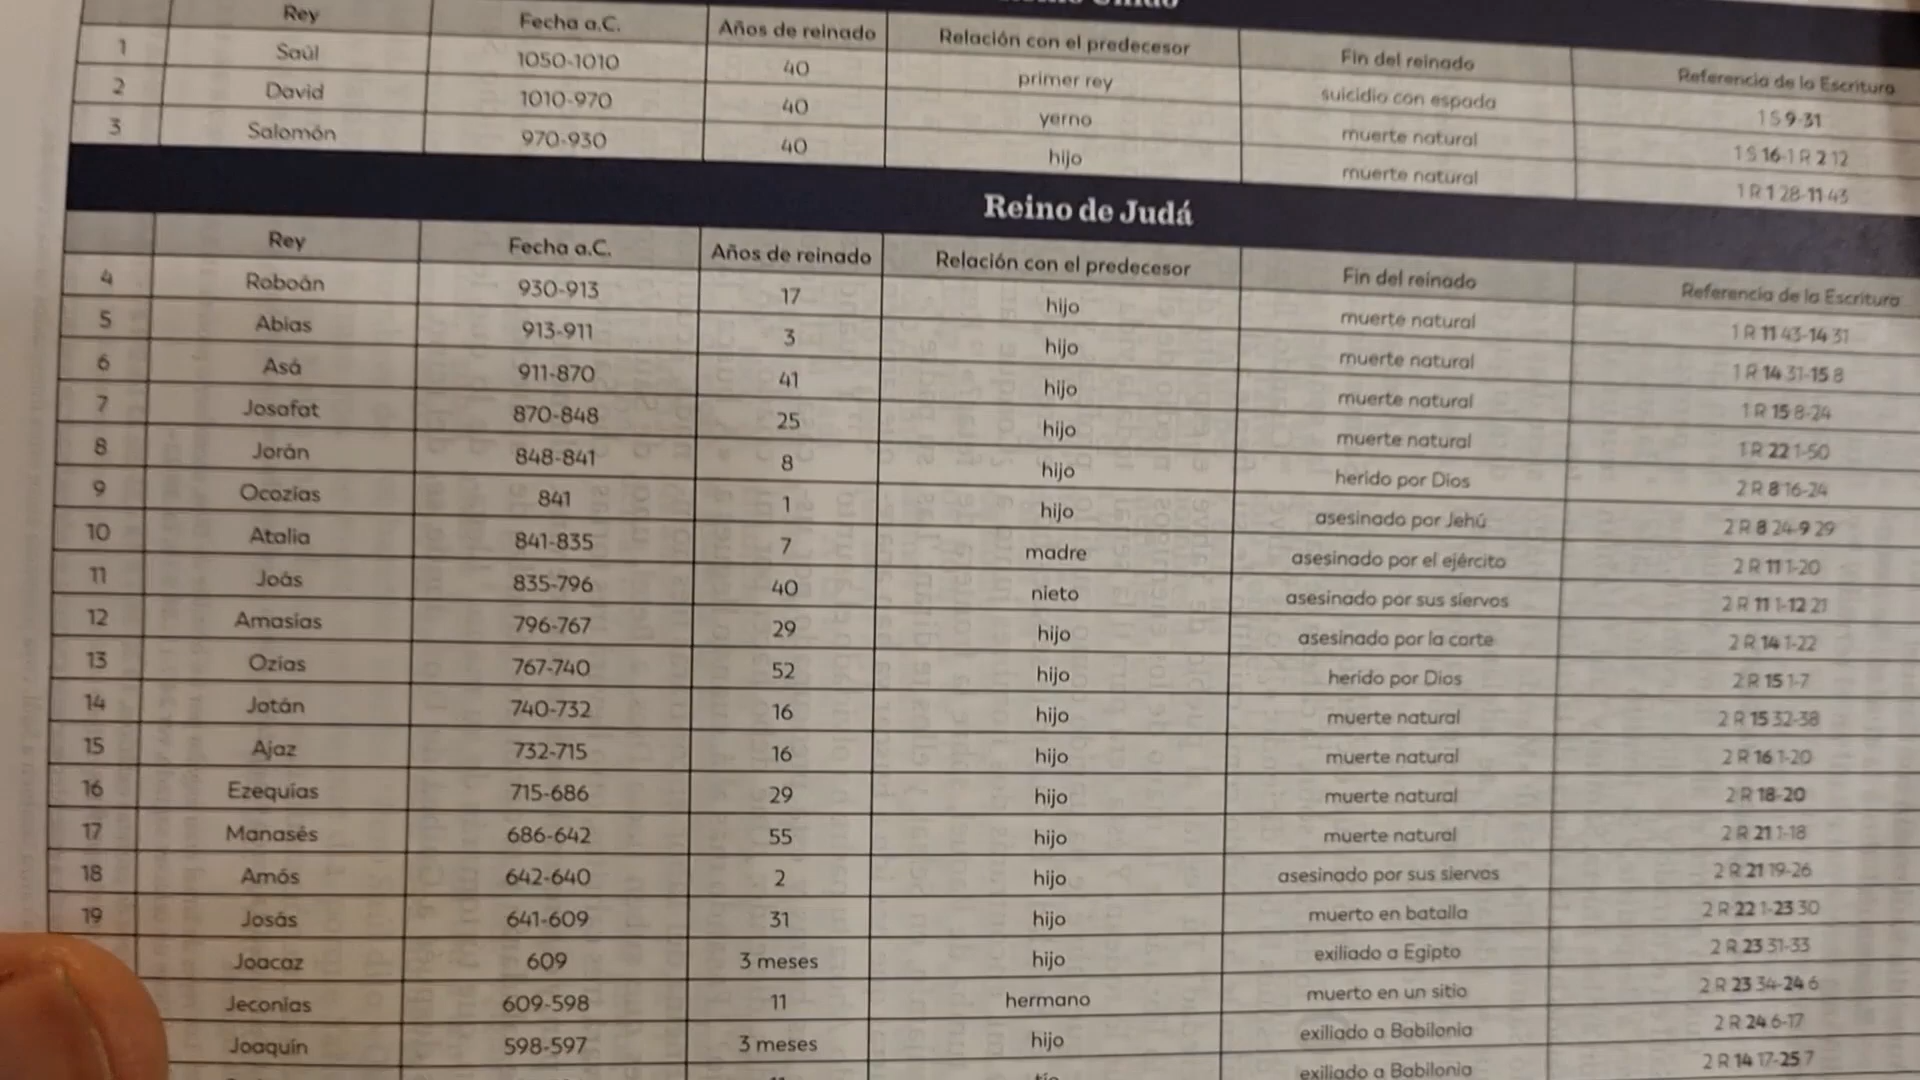 Rey Fecha a.C. Años de reinado Relación con el predecesor Fin del reinado Referencia de la Escritura
1 Saúl 1050-1010 40 primer rey suicidio con espada 1 S 9-31
2 David 1010-970 40 yerno muerte natural 1 S 16-1 R 2 12
3 Salomón 970-930 40 hijo muerte natural 1 R 1 28-11 43
Reino de Judá
Rey Fecha a.C. Años de reinado Relación con el predecesor Fin del reinado Referencia de la Escritura
4 Roboán 930-913 17 hijo muerte natural 1 R 11 43-14 31
5 Abías 913-911 3 hijo muerte natural 1 R 14 31-15 8
6 Asá 911-870 41 hijo muerte natural 1 R 15 8-24
7 Josafat 870-848 25 hijo muerte natural 1 R 22 1-50
8 Jorán 848-841 8 hijo herido por Dios 2 R 8 16-24
9 Ocozías 841 1 hijo asesinado por Jehú 2 R 8 24-9 29
10 Atalia 841-835 7 madre asesinado por el ejército 2 R 11 1-20
11 Joás 835-796 40 nieto asesinado por sus siervos 2 R 11 1-12 21
12 Amasías 796-767 29 hijo asesinado por la corte 2 R 14 1-22
13 Ozías 767-740 52 hijo herido por Dios 2 R 15 1-7
14 Jotán 740-732 16 hijo muerte natural 2 R 15 32-38
15 Ajaz 732-715 16 hijo muerte natural 2 R 16 1-20
16 Ezequías 715-686 29 hijo muerte natural 2 R 18-20
17 Manasés 686-642 55 hijo muerte natural 2 R 21 1-18
18 Amós 642-640 2 hijo asesinado por sus siervos 2 R 21 19-26
19 Josás 641-609 31 hijo muerto en batalla 2 R 22 1-23 30
Joacaz 609 3 meses hijo exiliado a Egipto 2 R 23 31-33
Jeconías 609-598 11 hermano muerto en un sitio 2 R 23 34-24 6
Joaquín 598-597 3 meses hijo exiliado a Babilonia 2 R 24 6-17
exiliado a Babilonia 2 R 14 17-25 7